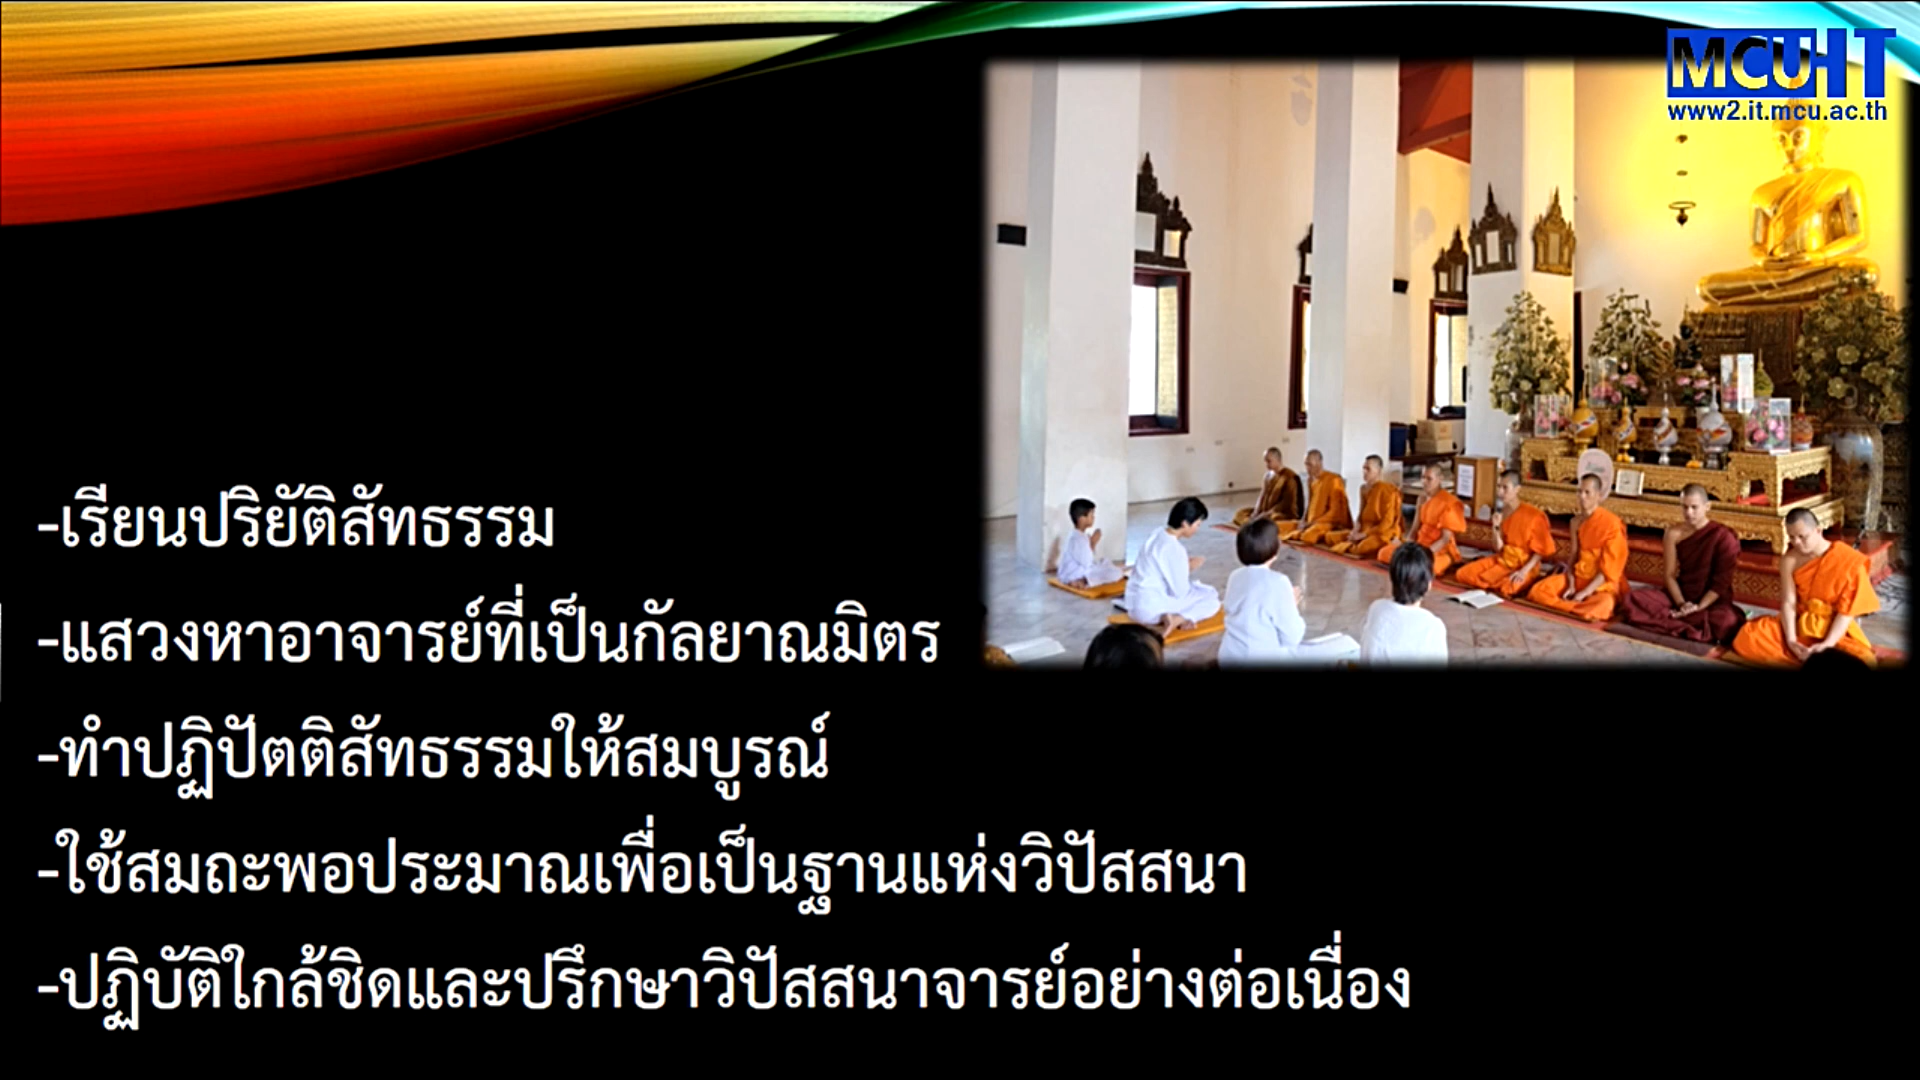 MCU-IT
www2.it.mcu.ac.th
-เรียนปริยัติสัทธรรม
-แสวงหาอาจารย์ที่เป็นกัลยาณมิตร
-ทำปฏิปัตติสัทธรรมให้สมบูรณ์
-ใช้สมถะพอประมาณเพื่อเป็นฐานแห่งวิปัสสนา
-ปฏิบัติใกล้ชิดและปรึกษาวิปัสสนาจารย์อย่างต่อเนื่อง